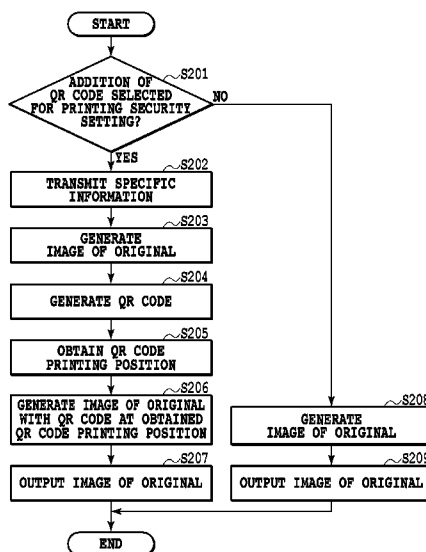 START
S201
ADDITION OF
QR CODE SELECTED
FOR PRINTING SECURITY
SETTING?
NO
YES
S202
TRANSMIT SPECIFIC
INFORMATION
S203
GENERATE
IMAGE OF ORIGINAL
S204
GENERATE QR CODE
S205
OBTAIN QR CODE
PRINTING POSITION
S206
GENERATE IMAGE OF ORIGINAL
WITH QR CODE AT OBTAINED
QR CODE PRINTING POSITION
S208
GENERATE
IMAGE OF ORIGINAL
S207
OUTPUT IMAGE OF ORIGINAL
S209
OUTPUT IMAGE OF ORIGINAL
END